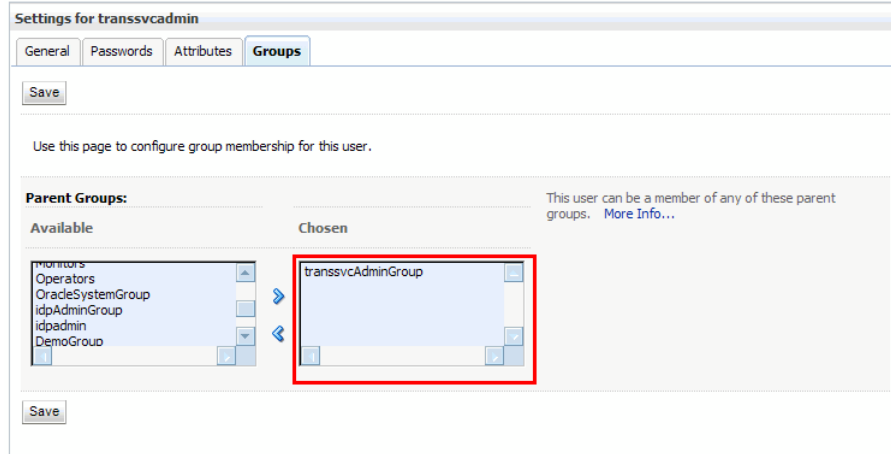 Settings for transsvcadmin
General Passwords Attributes Groups
Save
Use this page to configure group membership for this user.
Parent Groups:
This user can be a member of any of these parent
groups. More Info...
Available Chosen
Monitors
Operators
OracleSystemGroup
idpAdminGroup
idpadmin
DemoGroup
transsvcAdminGroup
Save